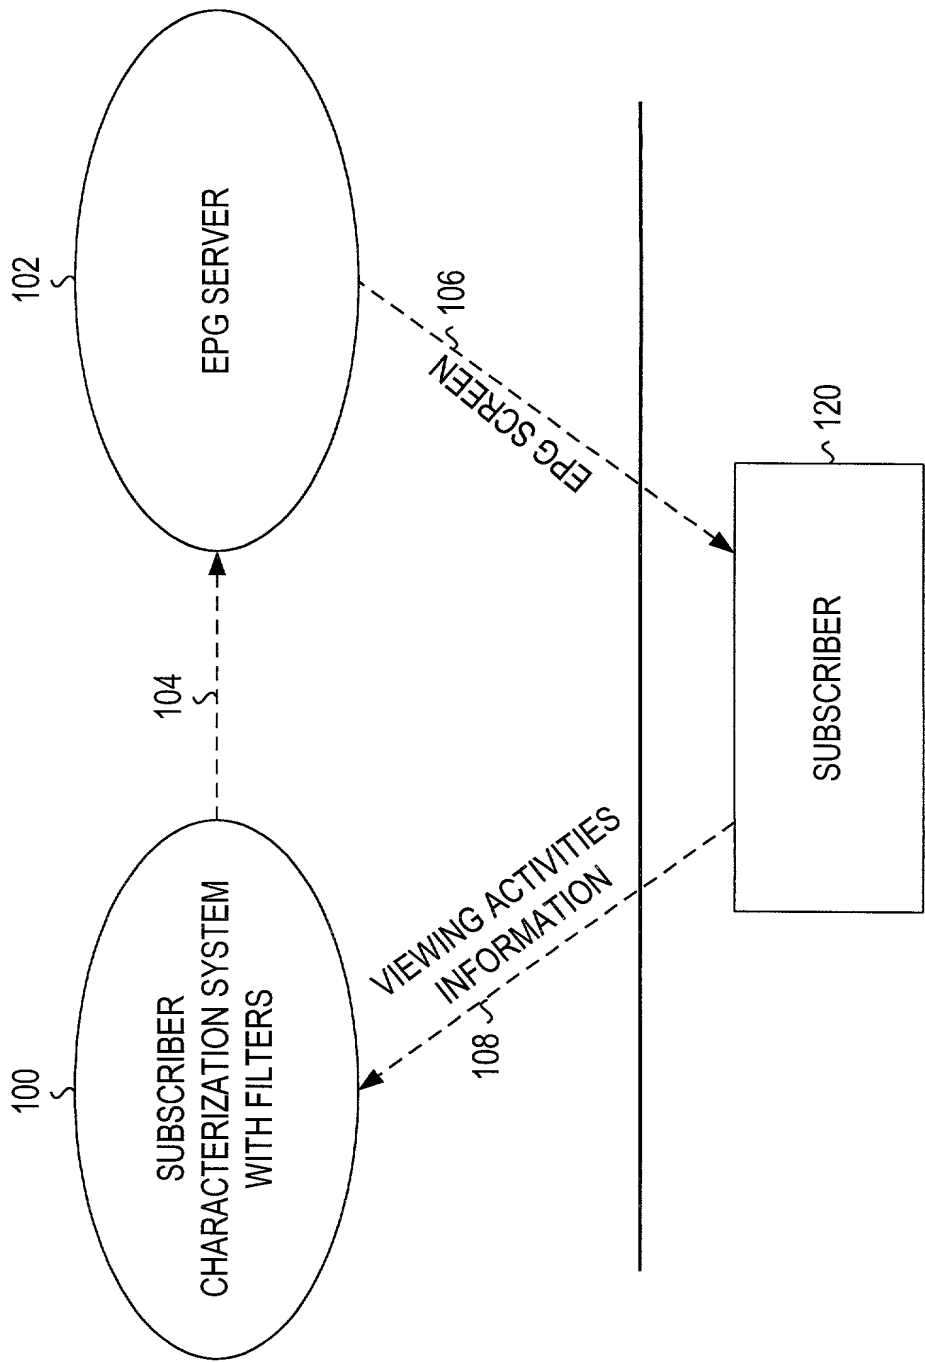 100
SUBSCRIBER
CHARACTERIZATION SYSTEM
WITH FILTERS
104
102
EPG SERVER
VIEWING ACTIVITIES
INFORMATION
108
EPG SCREEN
106
SUBSCRIBER
120